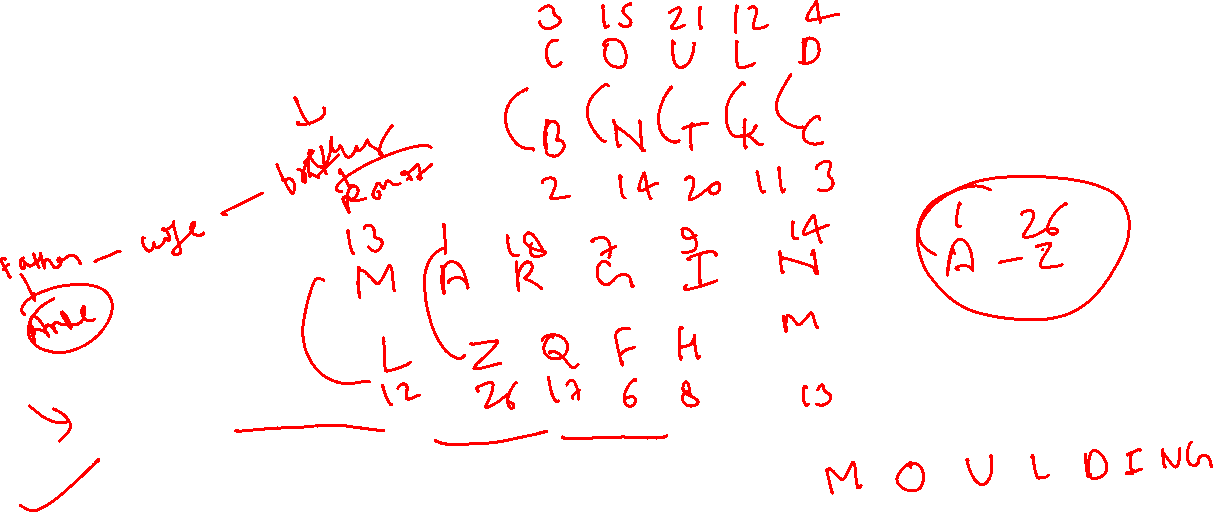 3 15 21 12 4
C O U L D
B N T K C
2 14 20 11 3
Father — wife — brother
13 1 18 7 9 14
M A R G I N
L Z Q F H M
12 26 17 6 8 13
1 26
A – Z
M O U L D I N G